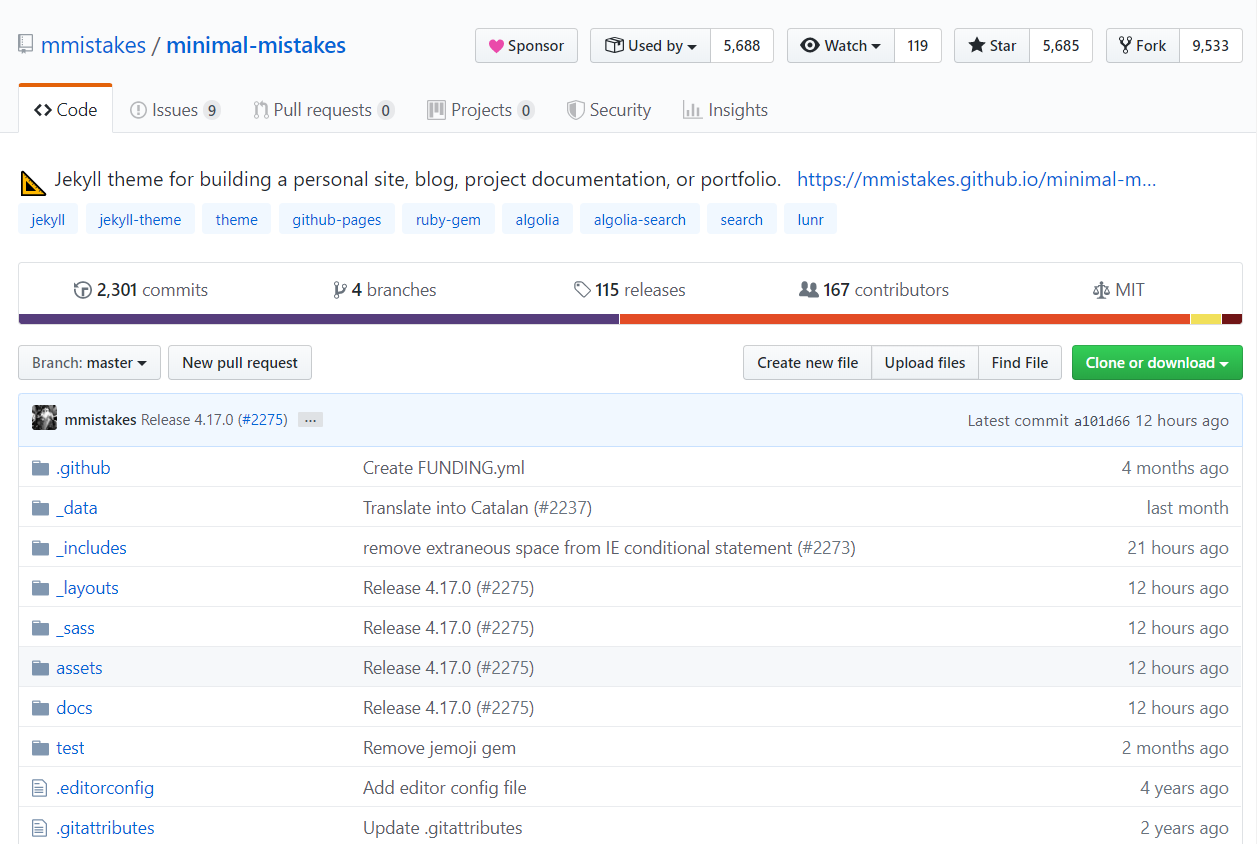 mmistakes / minimal-mistakes Sponsor Used by 5,688 Watch 119 Star 5,685 Fork 9,533
Code Issues 9 Pull requests 0 Projects 0 Security Insights
Jekyll theme for building a personal site, blog, project documentation, or portfolio. https://mmistakes.github.io/minimal-m...
jekyll jekyll-theme theme github-pages ruby-gem algolia algolia-search search lunr
2,301 commits 4 branches 115 releases 167 contributors MIT
Branch: master New pull request Create new file Upload files Find File Clone or download
mmistakes Release 4.17.0 (#2275) ... Latest commit a101d66 12 hours ago
.github Create FUNDING.yml 4 months ago
_data Translate into Catalan (#2237) last month
_includes remove extraneous space from IE conditional statement (#2273) 21 hours ago
_layouts Release 4.17.0 (#2275) 12 hours ago
_sass Release 4.17.0 (#2275) 12 hours ago
assets Release 4.17.0 (#2275) 12 hours ago
docs Release 4.17.0 (#2275) 12 hours ago
test Remove jemoji gem 2 months ago
.editorconfig Add editor config file 4 years ago
.gitattributes Update .gitattributes 2 years ago